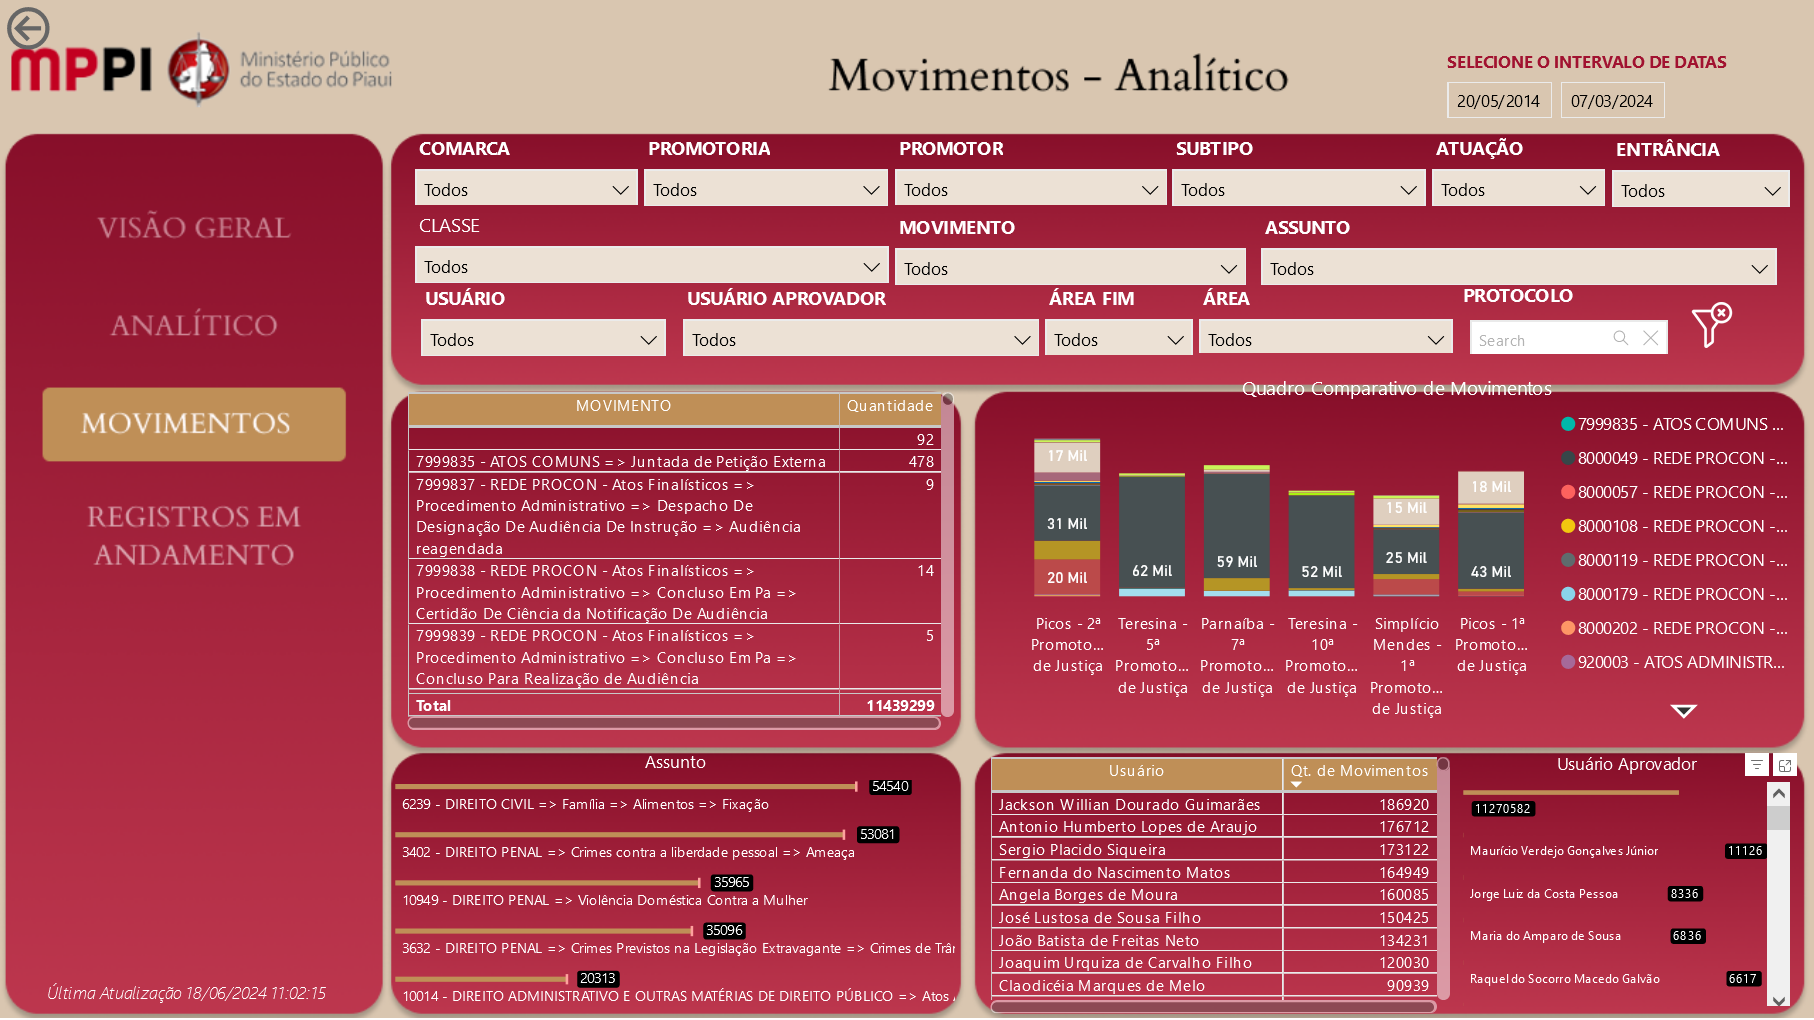 MPPI
Ministério Público
do Estado do Piauí
Movimentos - Analítico
SELECIONE O INTERVALO DE DATAS
20/05/2014
07/03/2024
VISÃO GERAL
ANALÍTICO
MOVIMENTOS
REGISTROS EM
ANDAMENTO
Última Atualização 18/06/2024 11:02:15
COMARCA
PROMOTORIA
PROMOTOR
SUBTIPO
ATUAÇÃO
ENTRÂNCIA
Todos
Todos
Todos
Todos
Todos
Todos
CLASSE
MOVIMENTO
ASSUNTO
Todos
Todos
Todos
USUÁRIO
USUÁRIO APROVADOR
ÁREA FIM
ÁREA
PROTOCOLO
Todos
Todos
Todos
Todos
Search
MOVIMENTO
Quantidade
92
7999835 - ATOS COMUNS => Juntada de Petição Externa
478
7999837 - REDE PROCON - Atos Finalísticos =>
9
Procedimento Administrativo => Despacho De
Designação De Audiência De Instrução => Audiência
reagendada
7999838 - REDE PROCON - Atos Finalísticos =>
14
Procedimento Administrativo => Concluso Em Pa =>
Certidão De Ciência da Notificação De Audiência
7999839 - REDE PROCON - Atos Finalísticos =>
5
Procedimento Administrativo => Concluso Em Pa =>
Concluso Para Realização de Audiência
Total
11439299
Quadro Comparativo de Movimentos
17 Mil
31 Mil
20 Mil
62 Mil
59 Mil
52 Mil
15 Mil
25 Mil
18 Mil
43 Mil
Picos - 2ª
Promoto...
de Justiça
Teresina -
5ª
Promoto...
de Justiça
Parnaíba -
7ª
Promoto...
de Justiça
Teresina -
10ª
Promoto...
de Justiça
Simplício
Mendes -
1ª
Promoto...
de Justiça
Picos - 1ª
Promoto...
de Justiça
7999835 - ATOS COMUNS ...
8000049 - REDE PROCON -...
8000057 - REDE PROCON -...
8000108 - REDE PROCON -...
8000119 - REDE PROCON -...
8000179 - REDE PROCON -...
8000202 - REDE PROCON -...
920003 - ATOS ADMINISTR...
Assunto
54540
6239 - DIREITO CIVIL => Família => Alimentos => Fixação
53081
3402 - DIREITO PENAL => Crimes contra a liberdade pessoal => Ameaça
35965
10949 - DIREITO PENAL => Violência Doméstica Contra a Mulher
35096
3632 - DIREITO PENAL => Crimes Previstos na Legislação Extravagante => Crimes de Trân
20313
10014 - DIREITO ADMINISTRATIVO E OUTRAS MATÉRIAS DE DIREITO PÚBLICO => Atos
Usuário
Qt. de Movimentos
Jackson Willian Dourado Guimarães
186920
Antonio Humberto Lopes de Araujo
176712
Sergio Placido Siqueira
173122
Fernanda do Nascimento Matos
164949
Angela Borges de Moura
160085
José Lustosa de Sousa Filho
150425
João Batista de Freitas Neto
134231
Joaquim Urquiza de Carvalho Filho
120030
Claodicéia Marques de Melo
90939
Usuário Aprovador
11270582
Maurício Verdejo Gonçalves Júnior
11126
Jorge Luiz da Costa Pessoa
8336
Maria do Amparo de Sousa
6836
Raquel do Socorro Macedo Galvão
6617